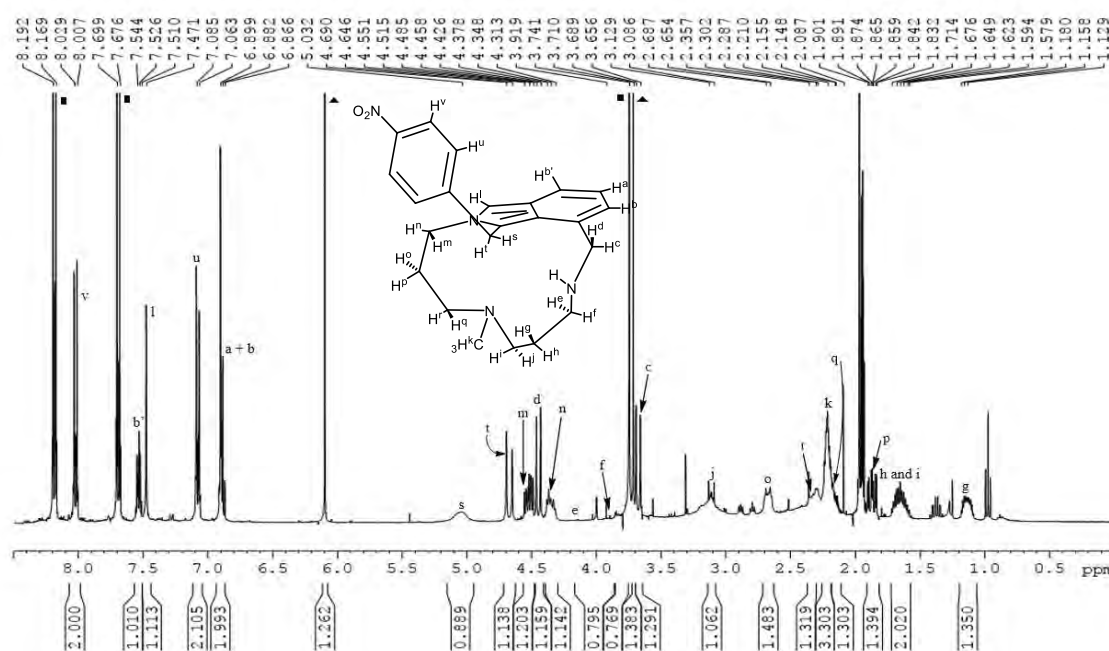 8.192 8.169 8.029 8.007 7.699 7.676 7.544 7.526 7.510 7.471 7.085 7.063 6.899 6.882 6.866 5.032 4.690 4.646 4.551 4.515 4.485 4.458 4.426 4.378 4.348 4.313 3.919 3.741 3.710 3.689 3.656 3.129 3.086 2.687 2.654 2.357 2.302 2.287 2.210 2.155 2.148 2.087 1.901 1.891 1.874 1.865 1.859 1.842 1.832 1.714 1.676 1.649 1.623 1.594 1.579 1.180 1.158 1.129
O₂N Hᵛ
Hᵘ
Hᵇ' Hᵃ
Hˡ
Hᵇ
N
Hⁿ Hᵐ Hᵗ Hˢ Hᵈ Hᶜ
Hᵒ
Hᵖ
H N
Hᵉ Hᶠ
Hʳ H^q N
₃HᵏC Hᵍ
Hⁱ Hʲ Hʰ
v b' l u a + b s t m d n e f c j o r k q p h and i g
8.0 7.5 7.0 6.5 6.0 5.5 5.0 4.5 4.0 3.5 3.0 2.5 2.0 1.5 1.0 0.5 ppm
2.000 1.010 1.113 2.105 1.993 1.262 0.889 1.138 1.203 1.159 1.142 0.795 0.769 1.383 1.291 1.062 1.483 1.319 3.303 1.303 1.394 2.020 1.350